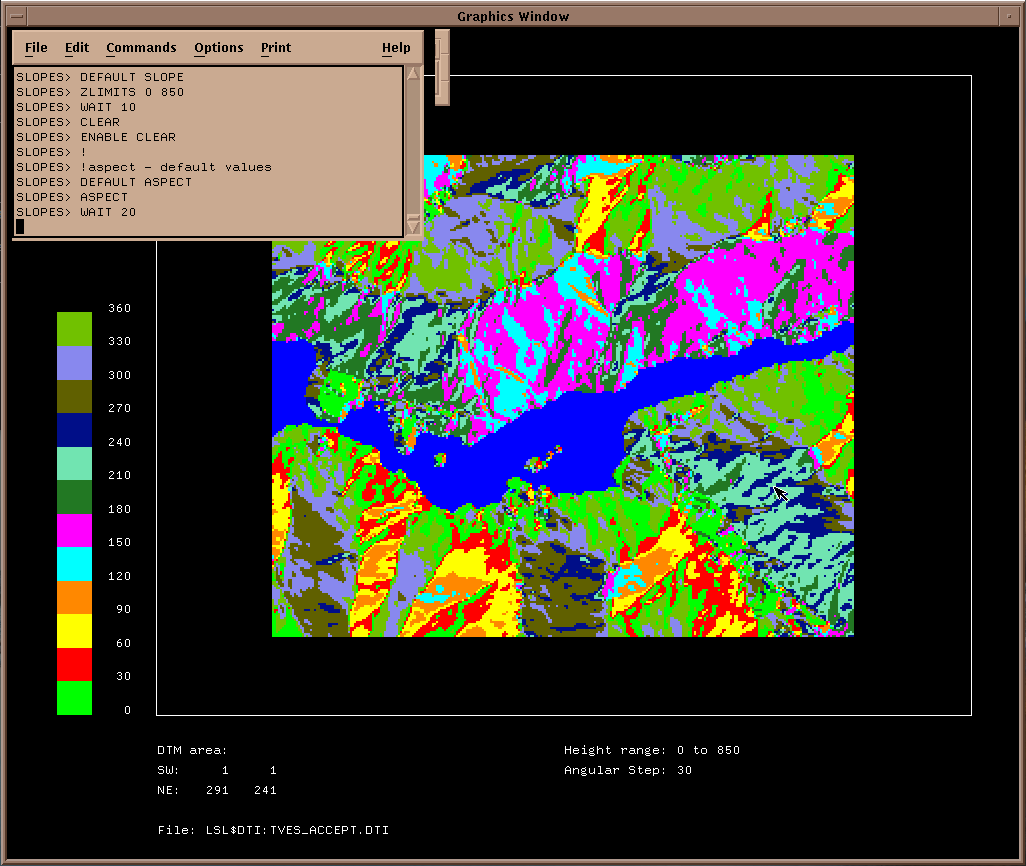 Graphics Window
File Edit Commands Options Print Help
SLOPES> DEFAULT SLOPE
SLOPES> ZLIMITS 0 850
SLOPES> WAIT 10
SLOPES> CLEAR
SLOPES> ENABLE CLEAR
SLOPES> !
SLOPES> !aspect - default values
SLOPES> DEFAULT ASPECT
SLOPES> ASPECT
SLOPES> WAIT 20
360
330
300
270
240
210
180
150
120
90
60
30
0
DTM area:
SW: 1 1
NE: 291 241
Height range: 0 to 850
Angular Step: 30
File: LSL$DTI:TVES_ACCEPT.DTI